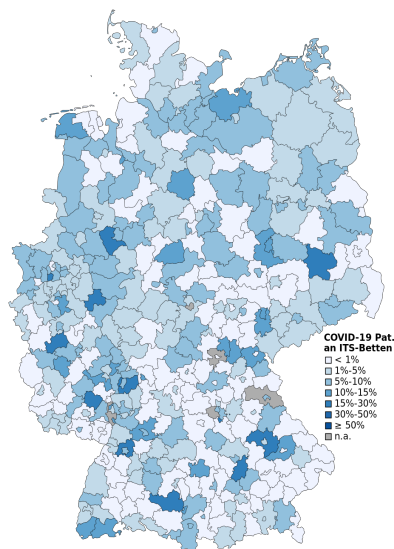 COVID-19 Pat.
an ITS-Betten
< 1%
1%-5%
5%-10%
10%-15%
15%-30%
30%-50%
≥ 50%
n.a.